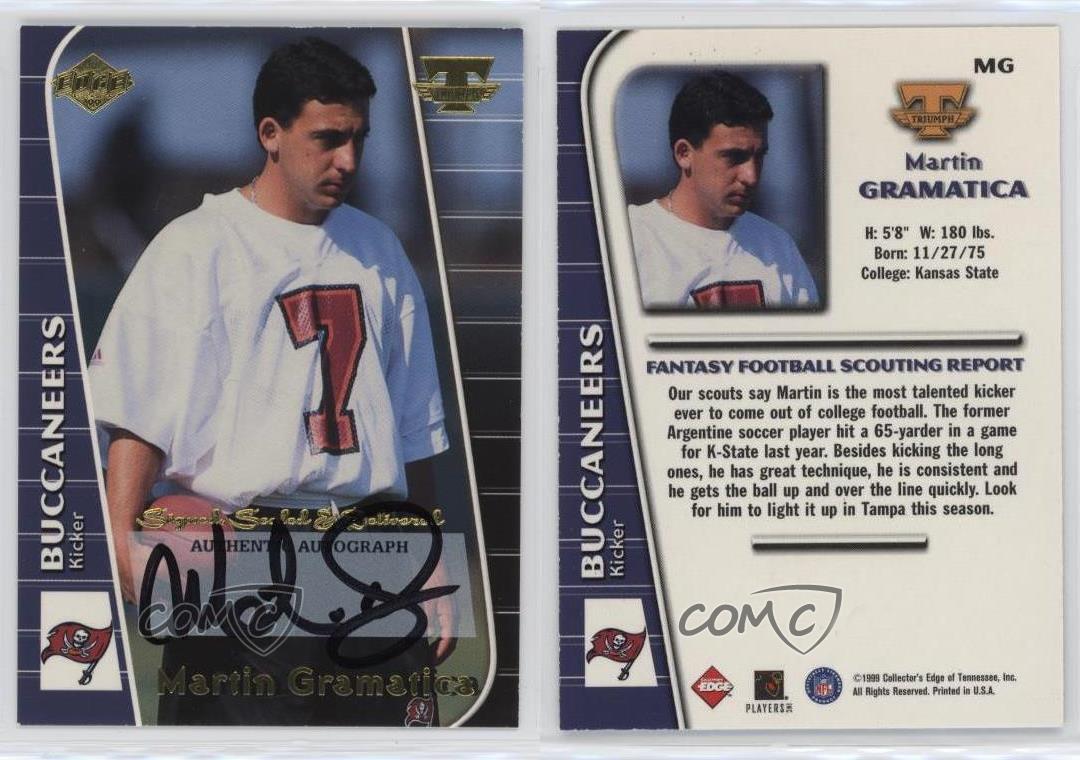 EDGE
TRIUMPH
7
BUCCANEERS
Kicker
Signed, Sealed & Delivered
AUTHENTIC AUTOGRAPH
COMC
Martin Gramatica
MG
TRIUMPH
Martin
GRAMATICA
H: 5'8" W: 180 lbs.
Born: 11/27/75
College: Kansas State
BUCCANEERS
Kicker
FANTASY FOOTBALL SCOUTING REPORT
Our scouts say Martin is the most talented kicker
ever to come out of college football. The former
Argentine soccer player hit a 65-yarder in a game
for K-State last year. Besides kicking the long
ones, he has great technique, he is consistent and
he gets the ball up and over the line quickly. Look
for him to light it up in Tampa this season.
COMC
EDGE
PLAYERS INC
NFL
©1999 Collector's Edge of Tennessee, Inc.
All Rights Reserved. Printed in U.S.A.